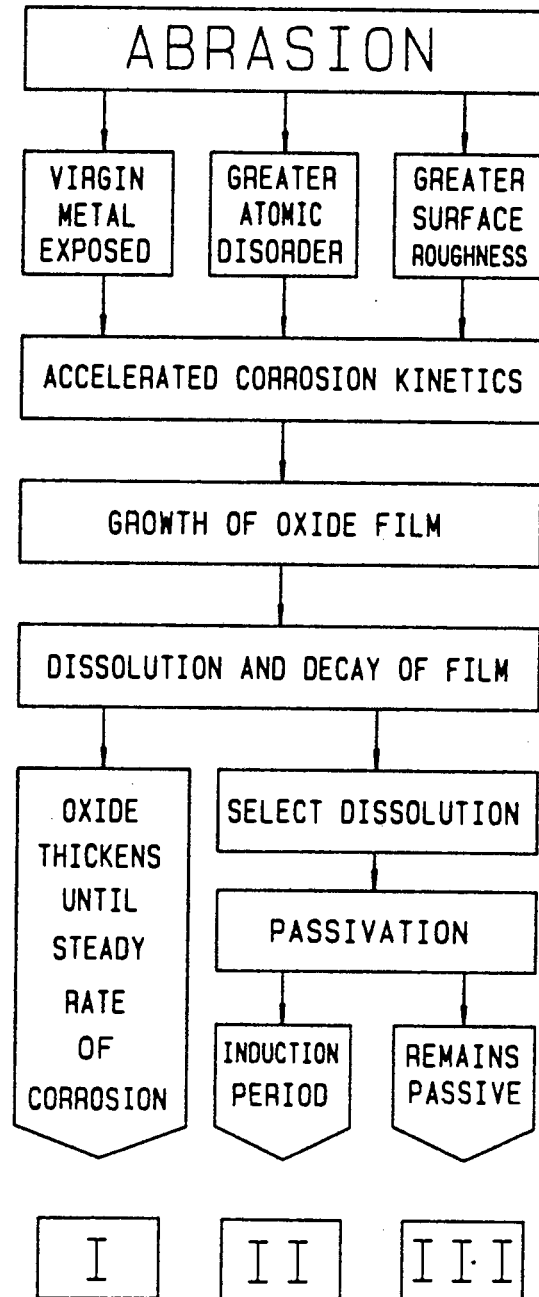 ABRASION
VIRGIN
METAL
EXPOSED
GREATER
ATOMIC
DISORDER
GREATER
SURFACE
ROUGHNESS
ACCELERATED CORROSION KINETICS
GROWTH OF OXIDE FILM
DISSOLUTION AND DECAY OF FILM
OXIDE
THICKENS
UNTIL
STEADY
RATE
OF
CORROSION
SELECT DISSOLUTION
PASSIVATION
INDUCTION
PERIOD
REMAINS
PASSIVE
I
II
III